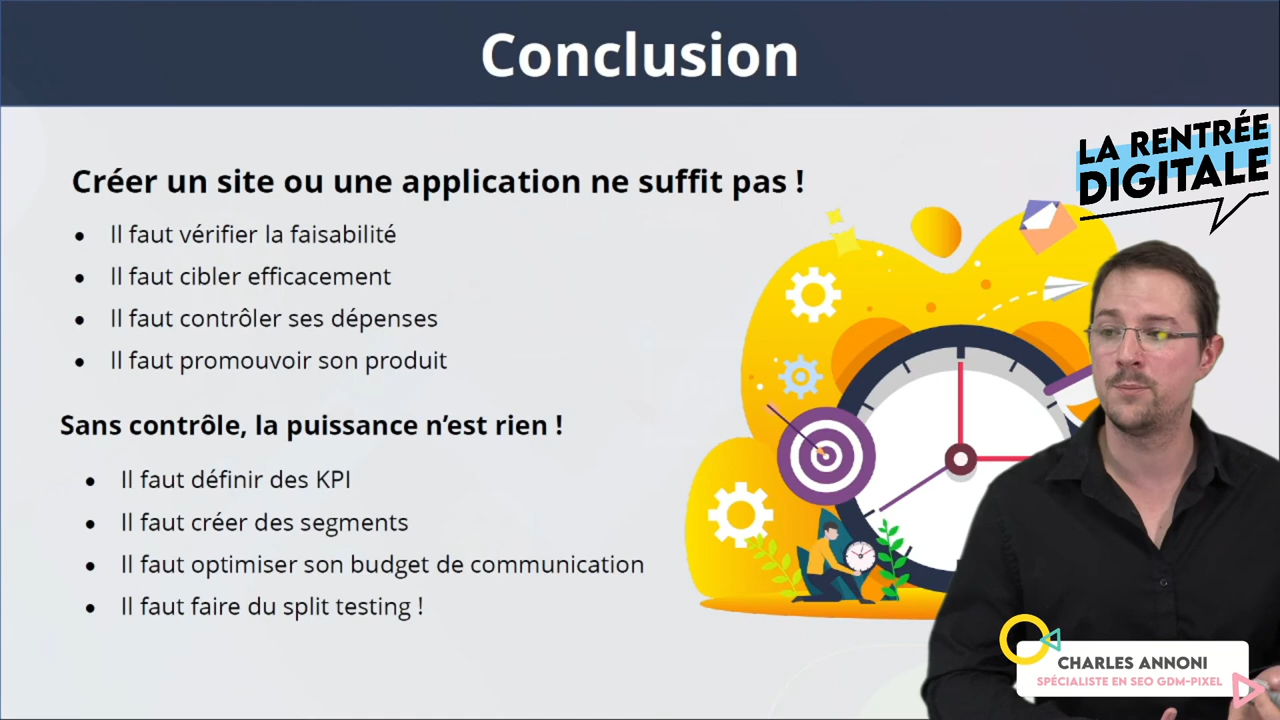 Conclusion
LA RENTRÉE
DIGITALE
Créer un site ou une application ne suffit pas !
• Il faut vérifier la faisabilité
• Il faut cibler efficacement
• Il faut contrôler ses dépenses
• Il faut promouvoir son produit
Sans contrôle, la puissance n’est rien !
• Il faut définir des KPI
• Il faut créer des segments
• Il faut optimiser son budget de communication
• Il faut faire du split testing !
CHARLES ANNONI
SPÉCIALISTE EN SEO GDM-PIXEL